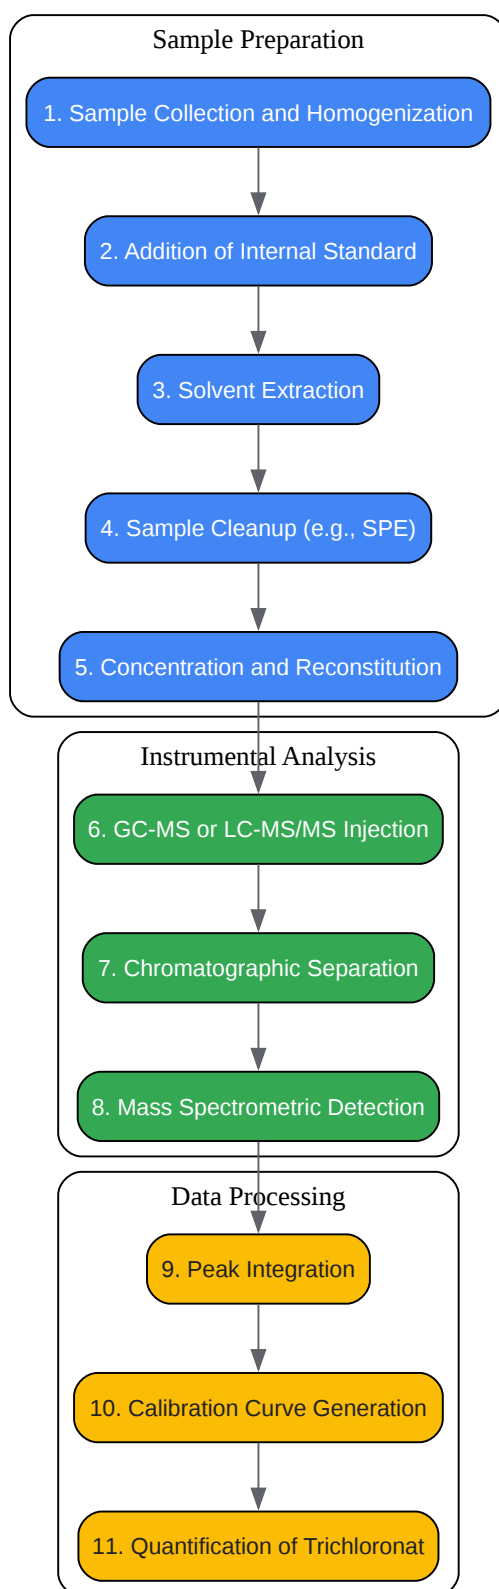 Sample Preparation
1. Sample Collection and Homogenization
2. Addition of Internal Standard
3. Solvent Extraction
4. Sample Cleanup (e.g., SPE)
5. Concentration and Reconstitution
Instrumental Analysis
6. GC-MS or LC-MS/MS Injection
7. Chromatographic Separation
8. Mass Spectrometric Detection
Data Processing
9. Peak Integration
10. Calibration Curve Generation
11. Quantification of Trichloronat